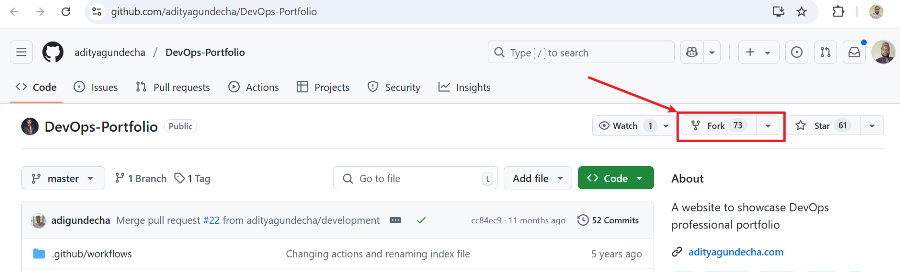 github.com/adityagundecha/DevOps-Portfolio
adityagundecha / DevOps-Portfolio
Type [/] to search
Code Issues Pull requests Actions Projects Security Insights
DevOps-Portfolio Public
Watch 1 Fork 73 Star 61
master 1 Branch 1 Tag Go to file t Add file Code
About
adigundecha Merge pull request #22 from adityagundecha/development cc84ec9 · 11 months ago 52 Commits
A website to showcase DevOps
professional portfolio
.github/workflows Changing actions and renaming index file 5 years ago
adityagundecha.com